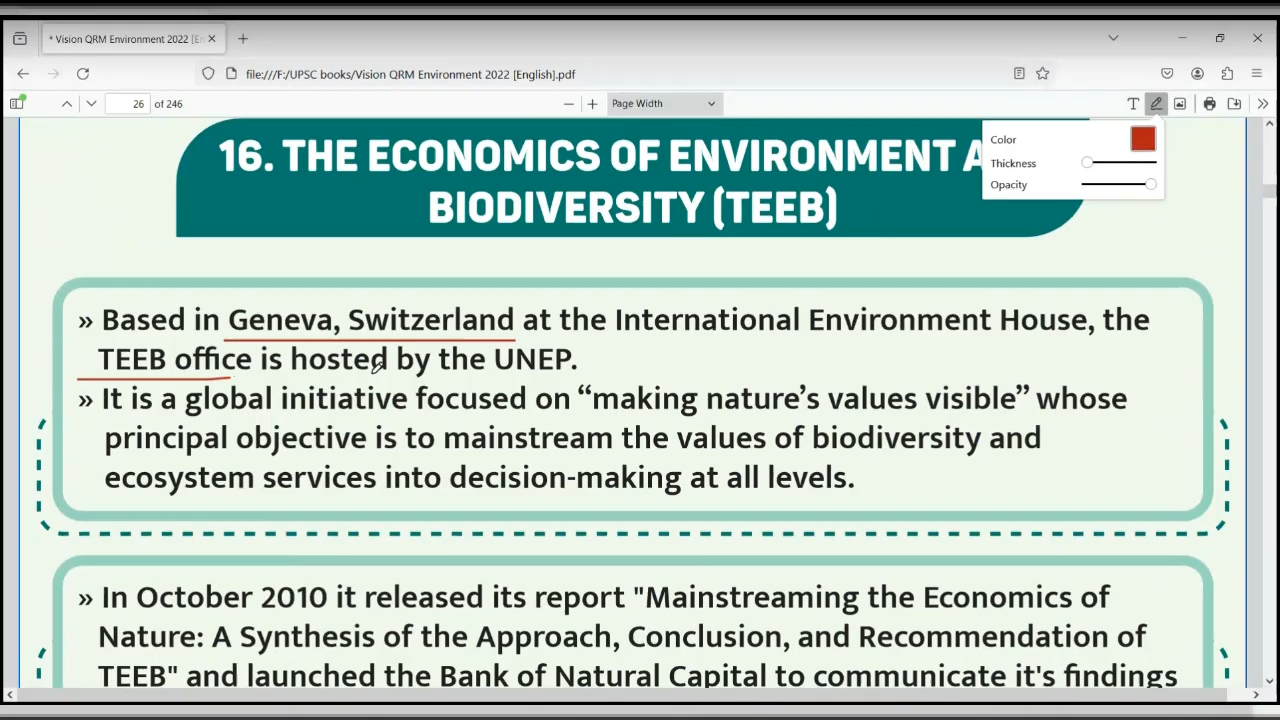 * Vision QRM Environment 2022 [En
file:///F:/UPSC books/Vision QRM Environment 2022 [English].pdf
26 of 246
Page Width
Color
Thickness
Opacity
16. THE ECONOMICS OF ENVIRONMENT A
BIODIVERSITY (TEEB)
» Based in Geneva, Switzerland at the International Environment House, the
TEEB office is hosted by the UNEP.
» It is a global initiative focused on “making nature’s values visible” whose
principal objective is to mainstream the values of biodiversity and
ecosystem services into decision-making at all levels.
» In October 2010 it released its report "Mainstreaming the Economics of
Nature: A Synthesis of the Approach, Conclusion, and Recommendation of
TEEB" and launched the Bank of Natural Capital to communicate it's findings